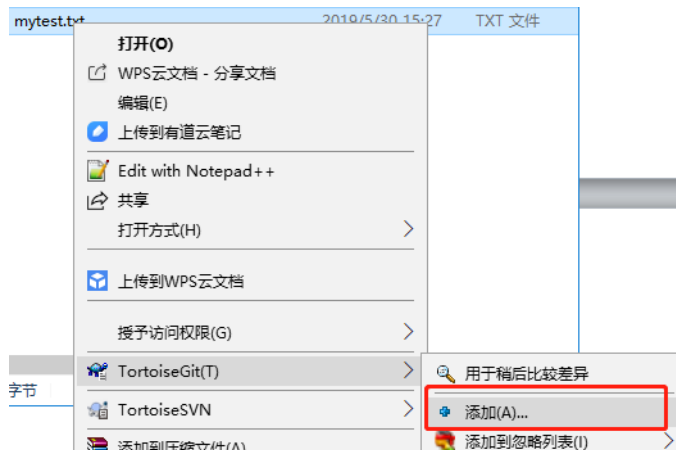 mytest.txt 2019/5/30 15:27 TXT 文件
打开(O)
WPS云文档 - 分享文档
编辑(E)
上传到有道云笔记
Edit with Notepad++
共享
打开方式(H)
上传到WPS云文档
授予访问权限(G)
TortoiseGit(T)
用于稍后比较差异
字节
TortoiseSVN
添加(A)...
添加到压缩文件(A)
添加到忽略列表(I)